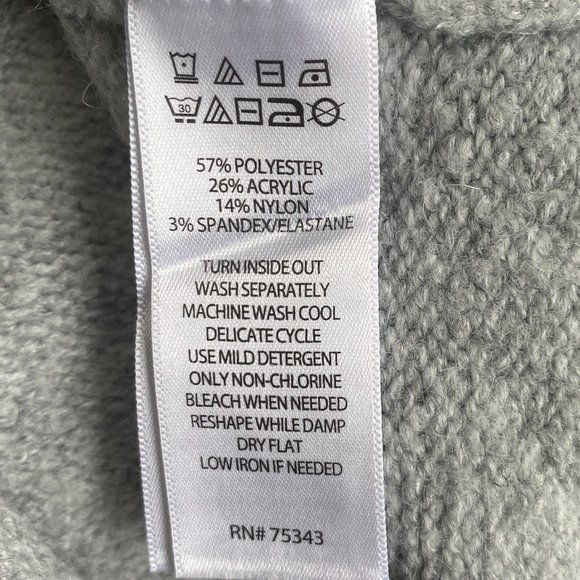 30
57% POLYESTER
26% ACRYLIC
14% NYLON
3% SPANDEX/ELASTANE
TURN INSIDE OUT
WASH SEPARATELY
MACHINE WASH COOL
DELICATE CYCLE
USE MILD DETERGENT
ONLY NON-CHLORINE
BLEACH WHEN NEEDED
RESHAPE WHILE DAMP
DRY FLAT
LOW IRON IF NEEDED
RN# 75343